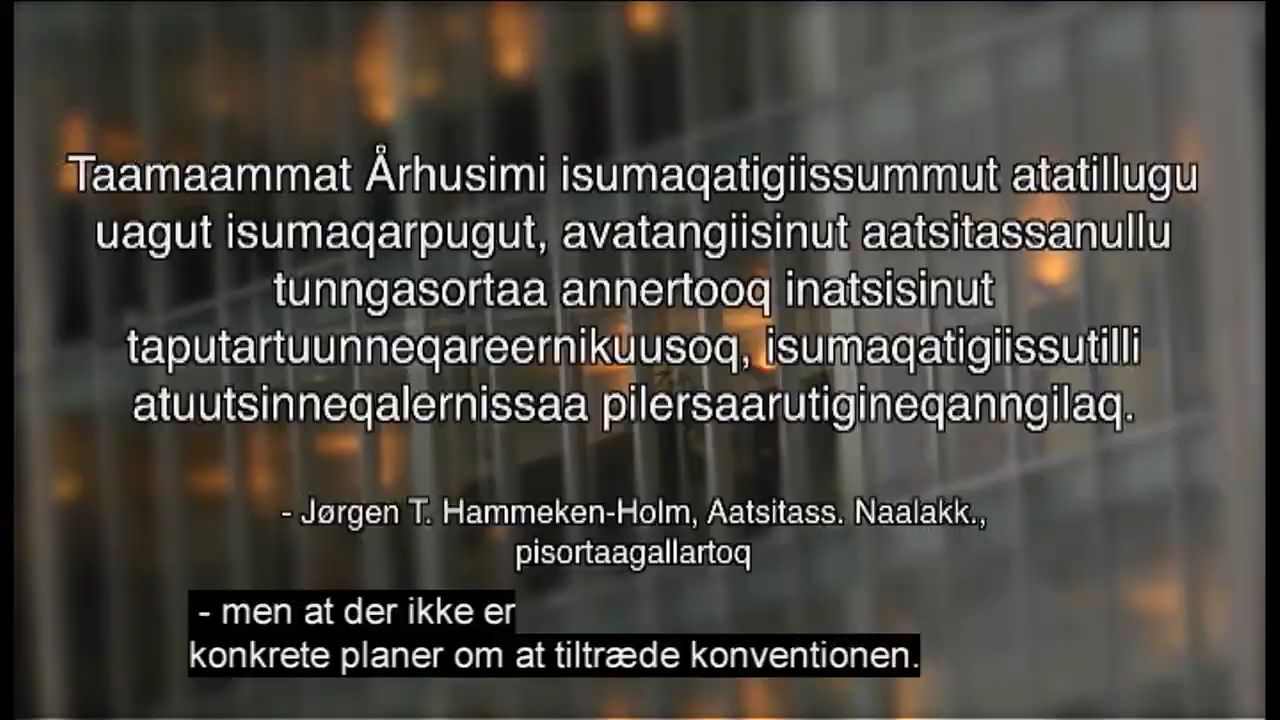 Taamaammat Århusimi isumaqatigiissummut atatillugu
uagut isumaqarpugut, avatangiisinut aatsitassanullu
tunngasortaa annertooq inatsisinut
taputartuunneqareernikuusoq, isumaqatigiissutilli
atuutsinneqalernissaa pilersaarutigineqanngilaq.
- Jørgen T. Hammeken-Holm, Aatsitass. Naalakk.,
pisortaagallartoq
- men at der ikke er
konkrete planer om at tiltræde konventionen.